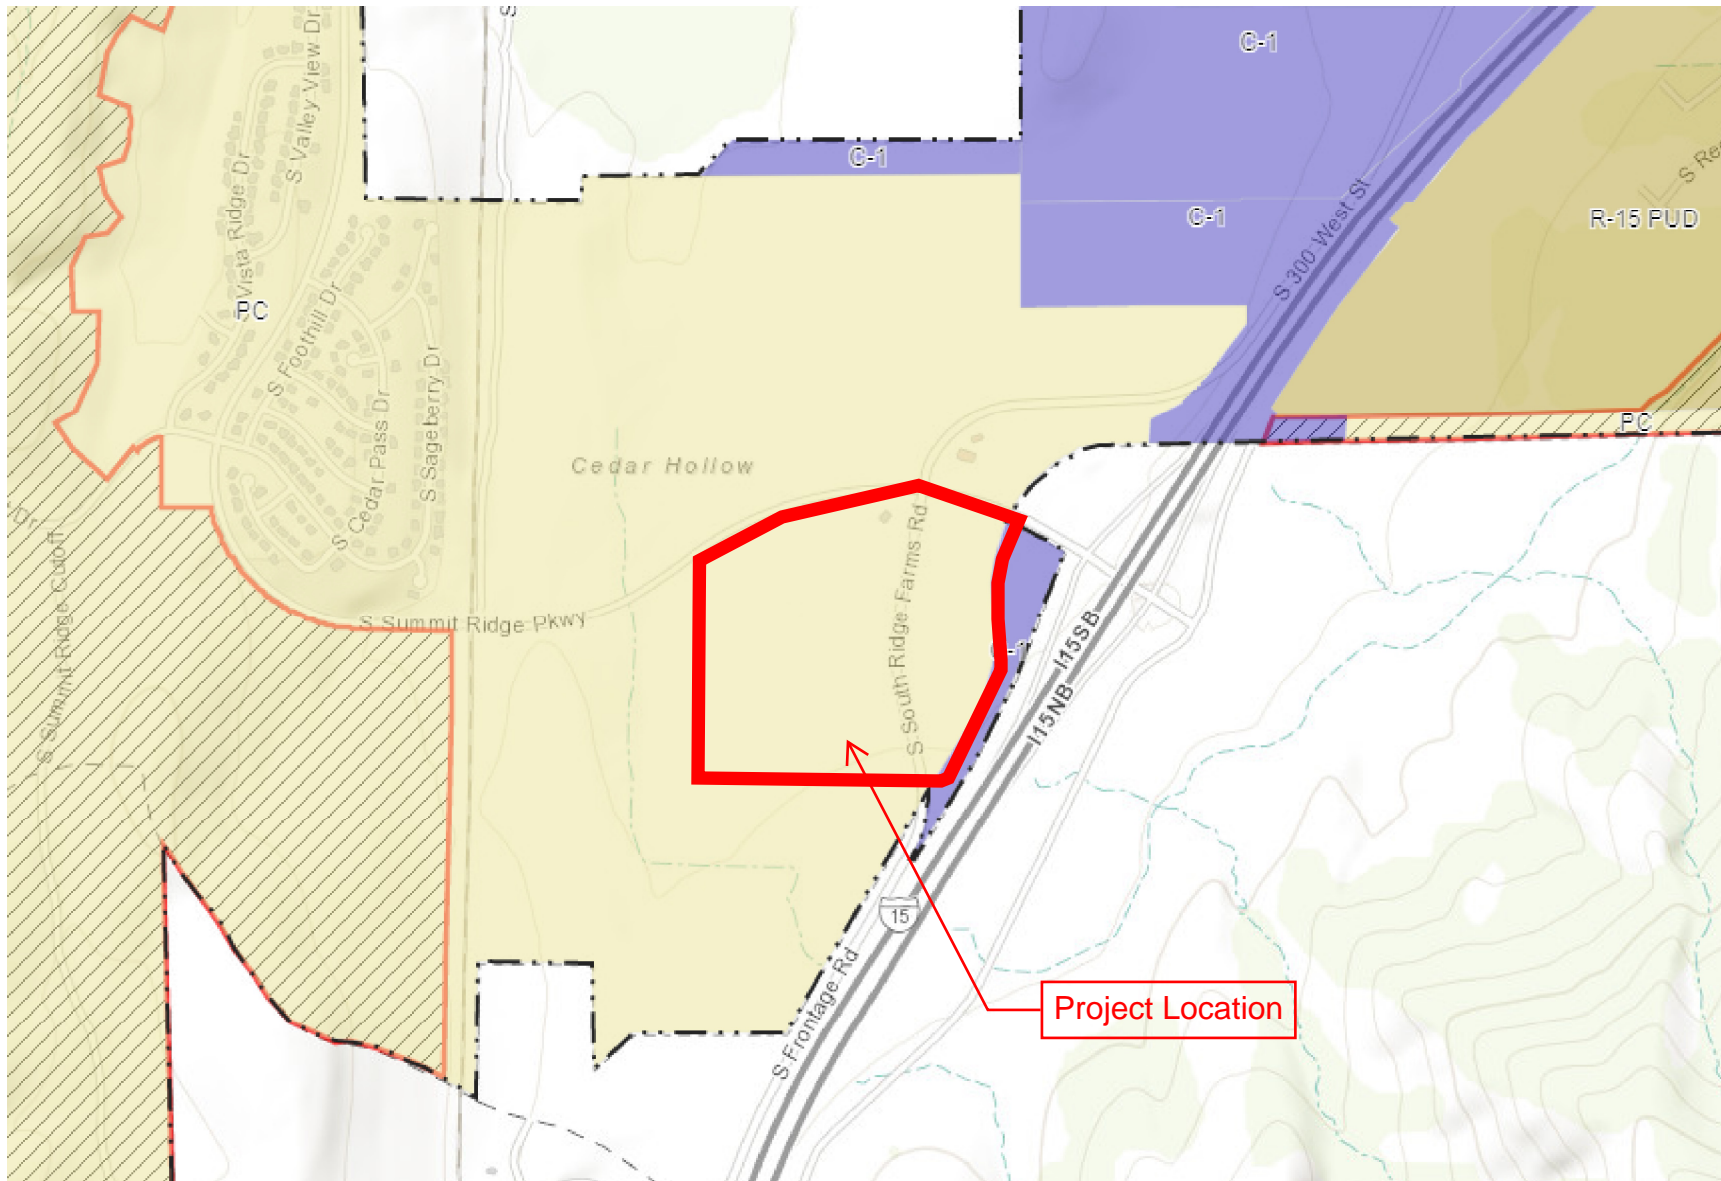 C-1
C-1
C-1
R-15 PUD
S Valley View Dr
Vista Ridge Dr
PC
S Foothill Dr
S 300 West St
S Sageberry Dr
S Cedar Pass Dr
PC
Cedar Hollow
Dr
S Summit Ridge Cutoff
S Summit Ridge Pkwy
S South Ridge Farms Rd
I15SB
I15NB
15
S Frontage Rd
Project Location